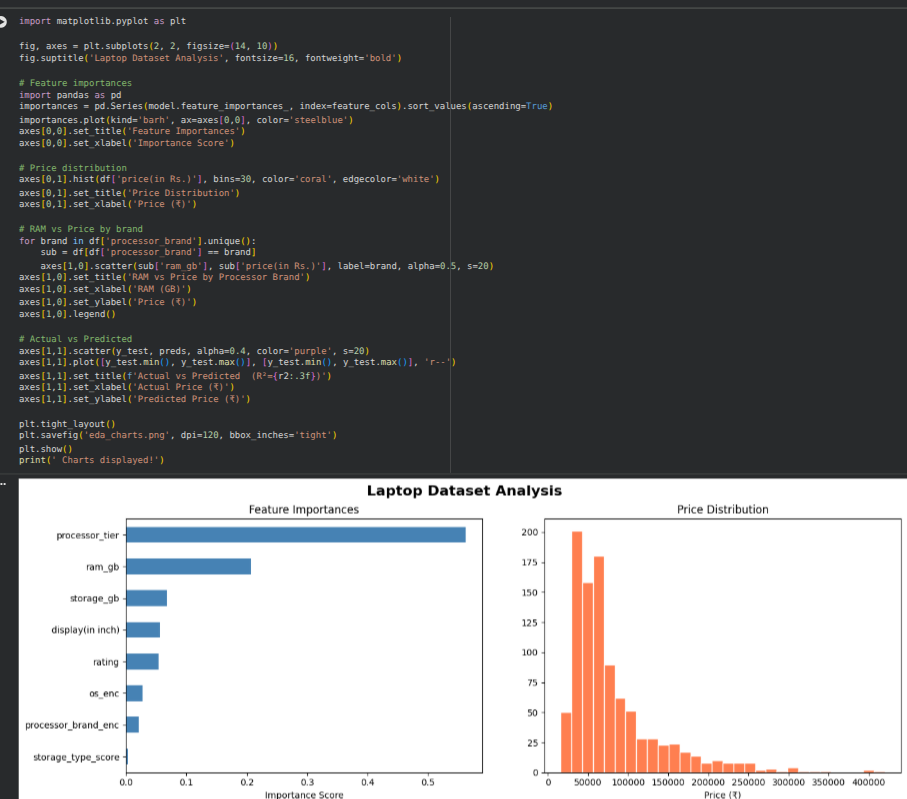 import matplotlib.pyplot as plt
fig, axes = plt.subplots(2, 2, figsize=(14, 10))
fig.suptitle('Laptop Dataset Analysis', fontsize=16, fontweight='bold')
# Feature importances
import pandas as pd
importances = pd.Series(model.feature_importances_, index=feature_cols).sort_values(ascending=True)
importances.plot(kind='barh', ax=axes[0,0], color='steelblue')
axes[0,0].set_title('Feature Importances')
axes[0,0].set_xlabel('Importance Score')
# Price distribution
axes[0,1].hist(df['price(in Rs.)'], bins=30, color='coral', edgecolor='white')
axes[0,1].set_title('Price Distribution')
axes[0,1].set_xlabel('Price (₹)')
# RAM vs Price by brand
for brand in df['processor_brand'].unique():
    sub = df[df['processor_brand'] == brand]
    axes[1,0].scatter(sub['ram_gb'], sub['price(in Rs.)'], label=brand, alpha=0.5, s=20)
axes[1,0].set_title('RAM vs Price by Processor Brand')
axes[1,0].set_xlabel('RAM (GB)')
axes[1,0].set_ylabel('Price (₹)')
axes[1,0].legend()
# Actual vs Predicted
axes[1,1].scatter(y_test, preds, alpha=0.4, color='purple', s=20)
axes[1,1].plot([y_test.min(), y_test.max()], [y_test.min(), y_test.max()], 'r--')
axes[1,1].set_title(f'Actual vs Predicted  (R²={r2:.3f})')
axes[1,1].set_xlabel('Actual Price (₹)')
axes[1,1].set_ylabel('Predicted Price (₹)')
plt.tight_layout()
plt.savefig('eda_charts.png', dpi=120, bbox_inches='tight')
plt.show()
print(' Charts displayed!')
Laptop Dataset Analysis
Feature Importances
processor_tier
ram_gb
storage_gb
display(in inch)
rating
os_enc
processor_brand_enc
storage_type_score
0.0 0.1 0.2 0.3 0.4 0.5
Importance Score
Price Distribution
200
175
150
125
100
75
50
25
0
0 50000 100000 150000 200000 250000 300000 350000 400000
Price (₹)